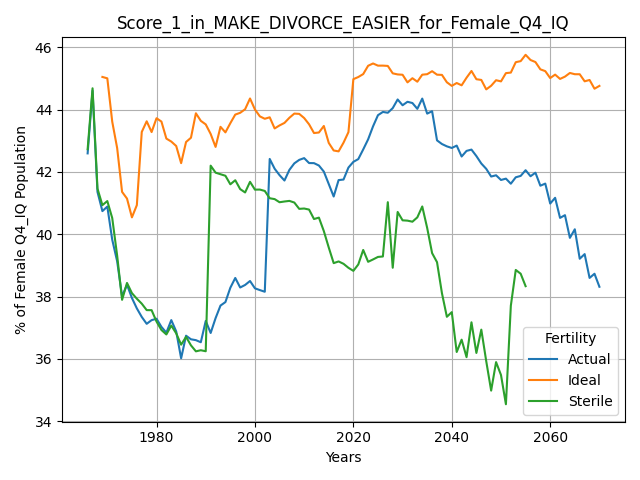 Score_1_in_MAKE_DIVORCE_EASIER_for_Female_Q4_IQ
% of Female Q4_IQ Population
46
44
42
40
38
36
34
1980
2000
2020
2040
2060
Years
Fertility
Actual
Ideal
Sterile